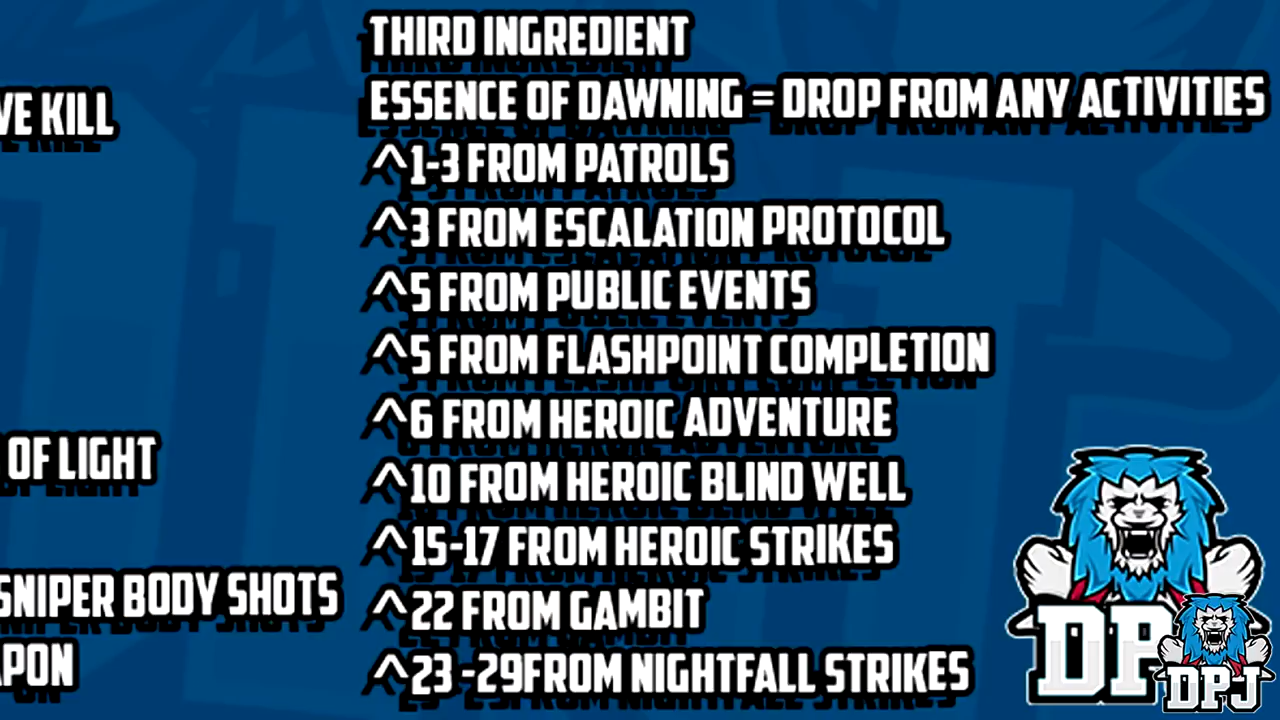 THIRD INGREDIENT
ESSENCE OF DAWNING = DROP FROM ANY ACTIVITIES
^1-3 FROM PATROLS
^3 FROM ESCALATION PROTOCOL
^5 FROM PUBLIC EVENTS
^5 FROM FLASHPOINT COMPLETION
^6 FROM HEROIC ADVENTURE
^10 FROM HEROIC BLIND WELL
^15-17 FROM HEROIC STRIKES
^22 FROM GAMBIT
^23 -29FROM NIGHTFALL STRIKES
KILL
OF LIGHT
SNIPER BODY SHOTS
DP
DPJ